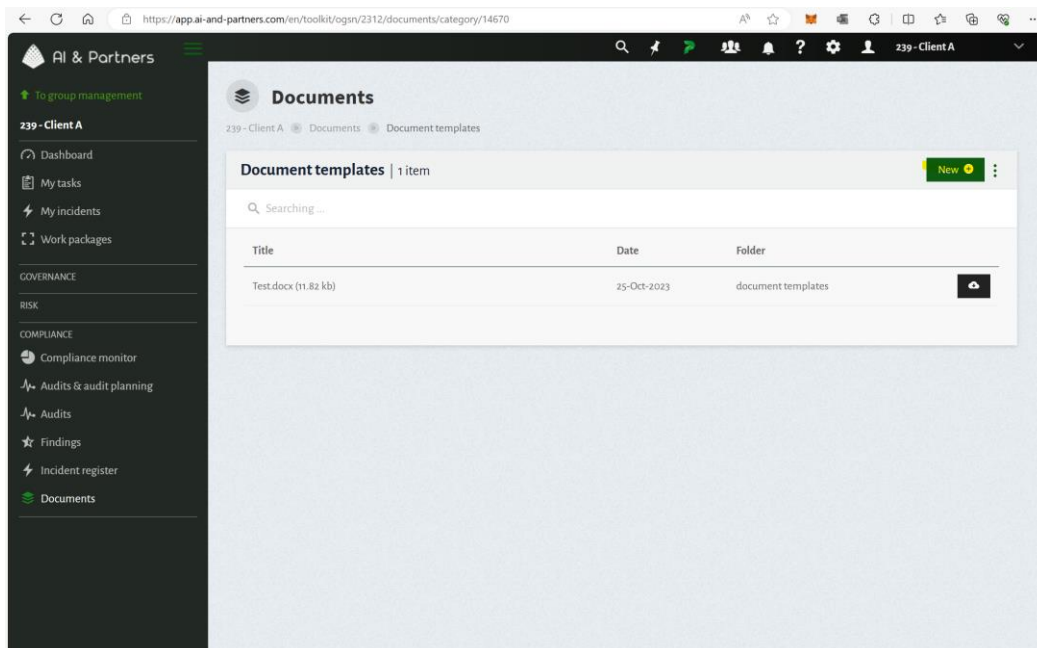 https://app.ai-and-partners.com/en/toolkit/ogsn/2312/documents/category/14670
AI & Partners
239 - Client A
To group management
239 - Client A
Dashboard
My tasks
My incidents
Work packages
GOVERNANCE
RISK
COMPLIANCE
Compliance monitor
Audits & audit planning
Audits
Findings
Incident register
Documents
Documents
239 - Client A Documents Document templates
Document templates | 1 item
New
Searching ...
Title Date Folder
Test.docx (11.82 kb) 25-Oct-2023 document templates